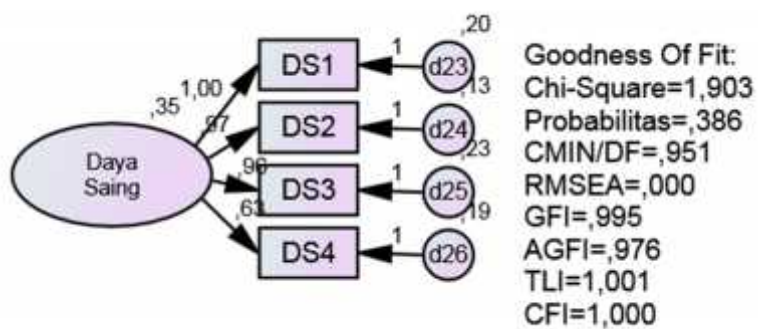 ,20
1
DS1
d23
1,00
,13
,35
,97
1
DS2
d24
,23
Daya
Saing
,96
1
DS3
d25
,19
,63
1
DS4
d26
Goodness Of Fit:
Chi-Square=1,903
Probabilitas=,386
CMIN/DF=,951
RMSEA=,000
GFI=,995
AGFI=,976
TLI=1,001
CFI=1,000